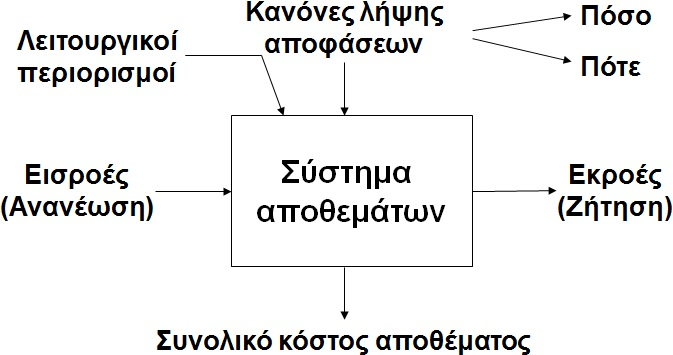 Κανόνες λήψης
αποφάσεων
Πόσο
Πότε
Λειτουργικοί
περιορισμοί
Εισροές
(Ανανέωση)
Σύστημα
αποθεμάτων
Εκροές
(Ζήτηση)
Συνολικό κόστος αποθέματος